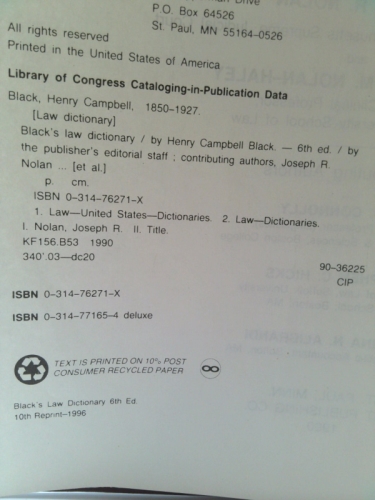 Drive
P.O. Box 64526
St. Paul, MN 55164-0526
All rights reserved
Printed in the United States of America
Library of Congress Cataloging-in-Publication Data
Black, Henry Campbell, 1850-1927.
[Law dictionary]
Black's law dictionary / by Henry Campbell Black. — 6th ed. / by
the publisher's editorial staff ; contributing authors, Joseph R.
Nolan ... [et al.]
p. cm.
ISBN 0-314-76271-X
1. Law—United States—Dictionaries. 2. Law—Dictionaries.
I. Nolan, Joseph R. II. Title.
KF156.B53 1990
340'.03—dc20
90-36225
CIP
ISBN 0-314-76271-X
ISBN 0-314-77165-4 deluxe
TEXT IS PRINTED ON 10% POST
CONSUMER RECYCLED PAPER
Black's Law Dictionary 6th Ed.
10th Reprint-1996